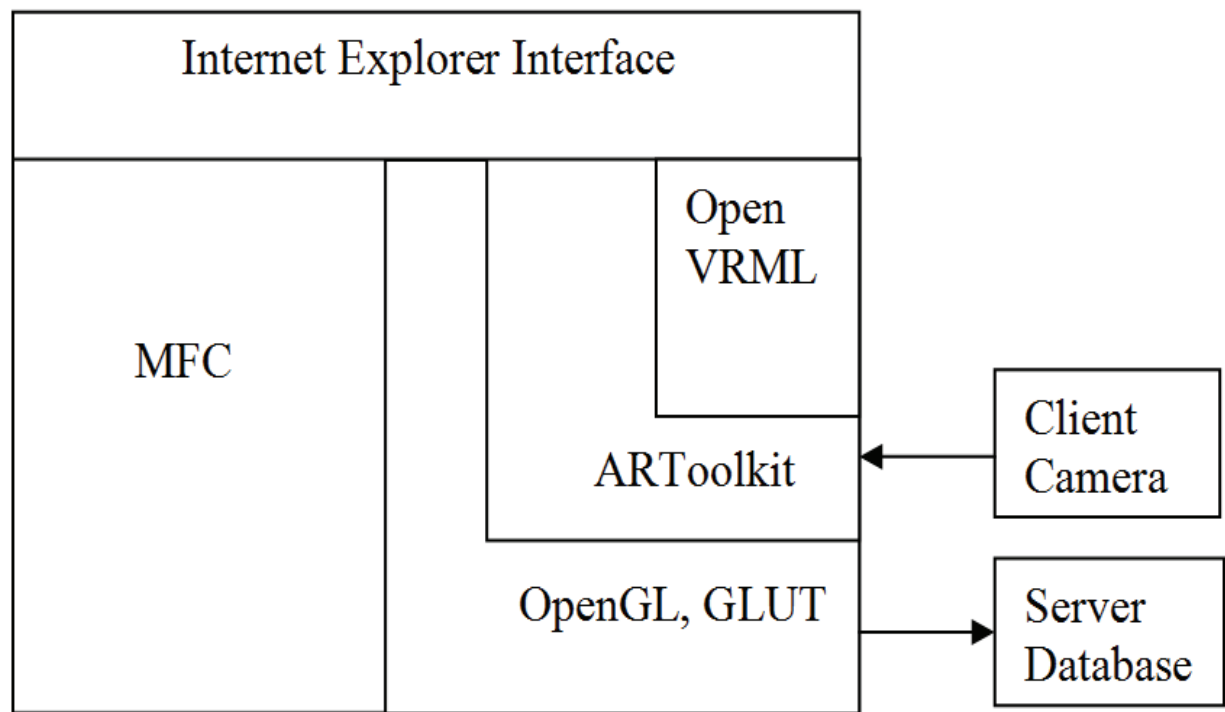 Internet Explorer Interface
Open
VRML
MFC
Client
Camera
ARToolkit
OpenGL, GLUT
Server
Database